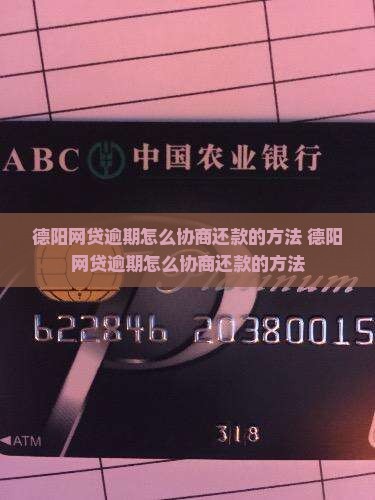 ABC 中国农业银行
德阳网贷逾期怎么协商还款的方法 德阳
网贷逾期怎么协商还款的方法
622846 20380015
ATM
318